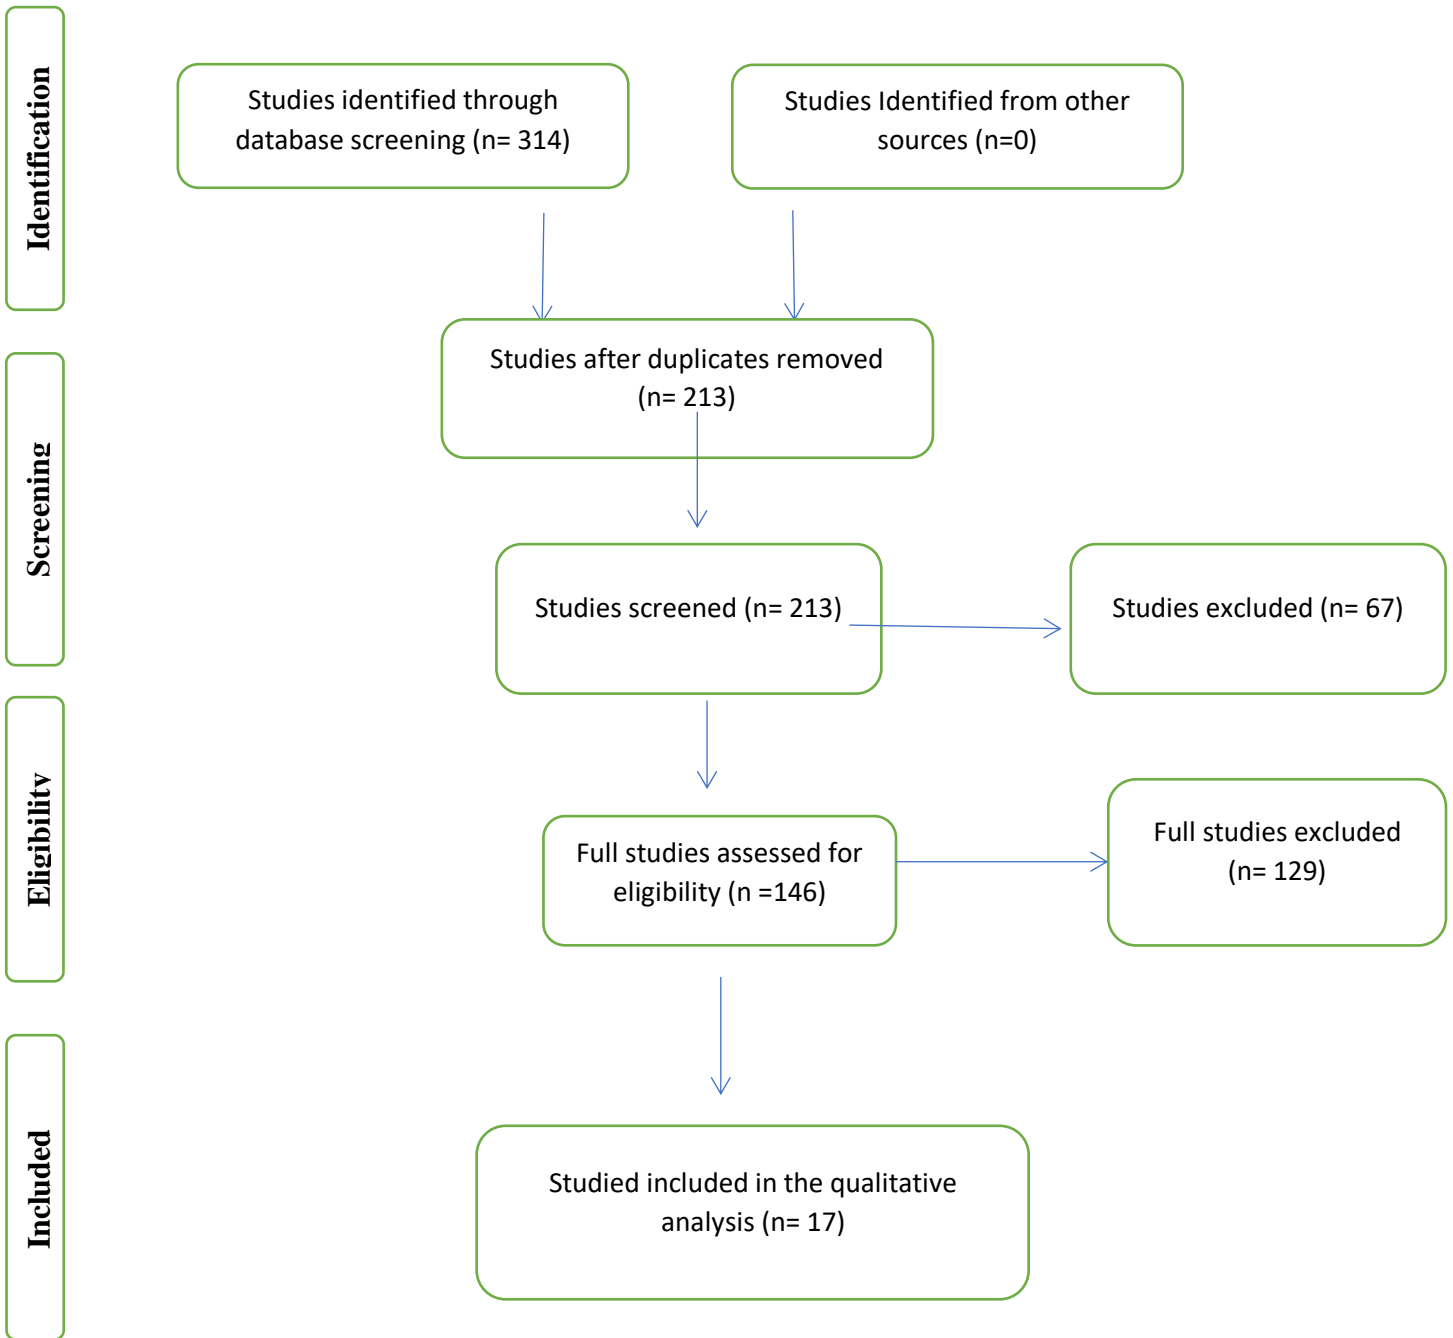 Identification
Studies identified through
database screening (n= 314)
Studies Identified from other
sources (n=0)
Screening
Studies after duplicates removed
(n= 213)
Studies screened (n= 213)
Studies excluded (n= 67)
Eligibility
Full studies assessed for
eligibility (n =146)
Full studies excluded
(n= 129)
Included
Studied included in the qualitative
analysis (n= 17)